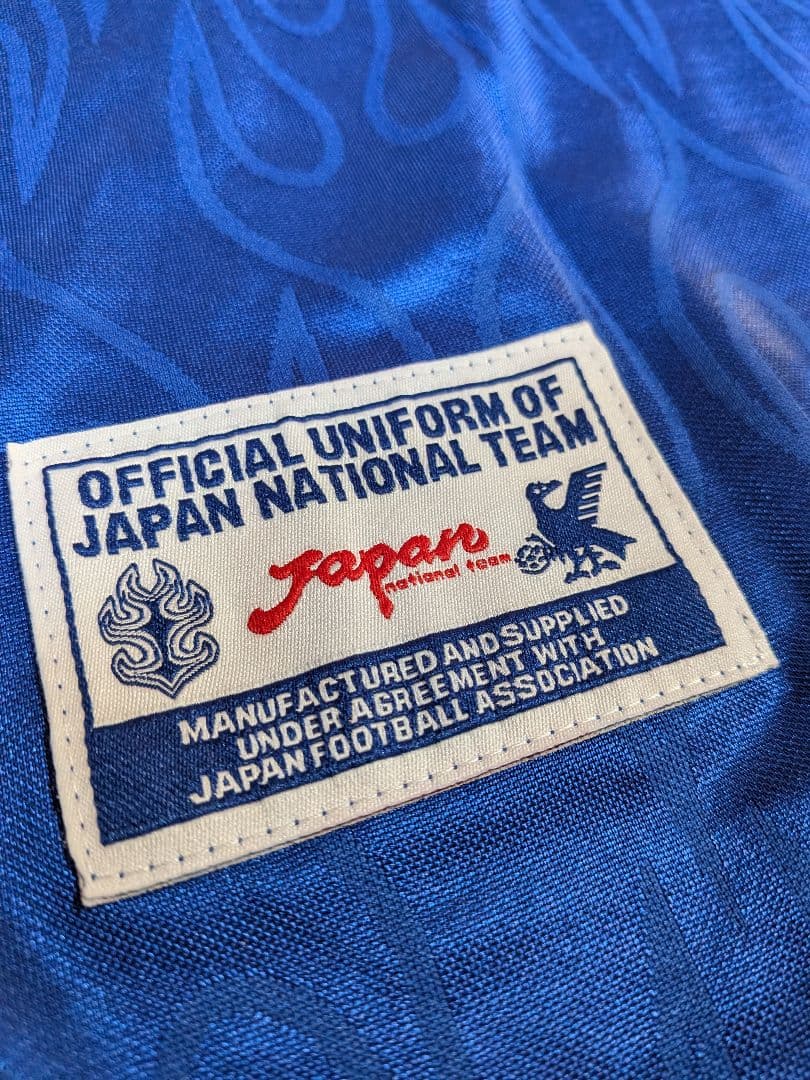 OFFICIAL UNIFORM OF
JAPAN NATIONAL TEAM
Japan
national team
MANUFACTURED AND SUPPLIED
UNDER AGREEMENT WITH
JAPAN FOOTBALL ASSOCIATION